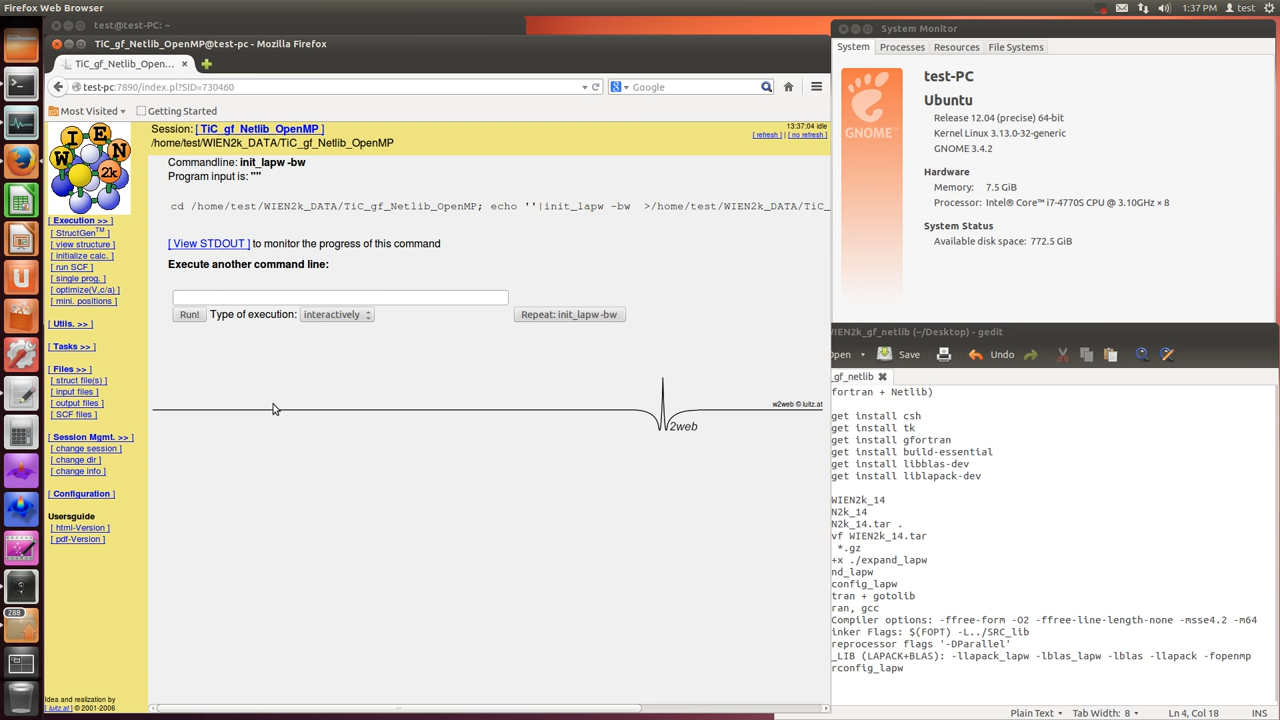 Firefox Web Browser
1:37 PM test
test@test-PC: ~
TiC_gf_Netlib_OpenMP@test-pc - Mozilla Firefox
TiC_gf_Netlib_Open...
test-pc:7890/index.pl?SID=730460
Google
Most Visited
Getting Started
WIEN
2k
Session: [ TiC_gf_Netlib_OpenMP ]
/home/test/WIEN2k_DATA/TiC_gf_Netlib_OpenMP
13:37:04 idle
[ refresh ] [ no refresh ]
Commandline: init_lapw -bw
Program input is: ""
cd /home/test/WIEN2k_DATA/TiC_gf_Netlib_OpenMP; echo ''|init_lapw -bw >/home/test/WIEN2k_DATA/TiC_
[ View STDOUT ] to monitor the progress of this command
Execute another command line:
Run! Type of execution: interactively
Repeat: init_lapw -bw
w2web © luitz.at
2web
[ Execution >> ]
[ StructGen™ ]
[ view structure ]
[ initialize calc. ]
[ run SCF ]
[ single prog. ]
[ optimize(V,c/a) ]
[ mini. positions ]
[ Utils. >> ]
[ Tasks >> ]
[ Files >> ]
[ struct file(s) ]
[ input files ]
[ output files ]
[ SCF files ]
[ Session Mgmt. >> ]
[ change session ]
[ change dir ]
[ change info ]
[ Configuration ]
Usersguide
[ html-Version ]
[ pdf-Version ]
Idea and realization by
[ luitz.at ] © 2001-2006
288
System Monitor
System
Processes
Resources
File Systems
GNOME™
test-PC
Ubuntu
Release 12.04 (precise) 64-bit
Kernel Linux 3.13.0-32-generic
GNOME 3.4.2
Hardware
Memory: 7.5 GiB
Processor: Intel® Core™ i7-4770S CPU @ 3.10GHz × 8
System Status
Available disk space: 772.5 GiB
WIEN2k_gf_netlib (~/Desktop) - gedit
Open
Save
Undo
_gf_netlib
fortran + Netlib)
get install csh
get install tk
get install gfortran
get install build-essential
get install libblas-dev
get install liblapack-dev
WIEN2k_14
N2k_14
N2k_14.tar .
vf WIEN2k_14.tar
*.gz
+x ./expand_lapw
nd_lapw
config_lapw
tran + gotolib
ran, gcc
Compiler options: -ffree-form -O2 -ffree-line-length-none -msse4.2 -m64
inker Flags: $(FOPT) -L../SRC_lib
reprocessor flags '-DParallel'
_LIB (LAPACK+BLAS): -llapack_lapw -lblas_lapw -lblas -llapack -fopenmp
rconfig_lapw
Plain Text
Tab Width: 8
Ln 4, Col 18
INS